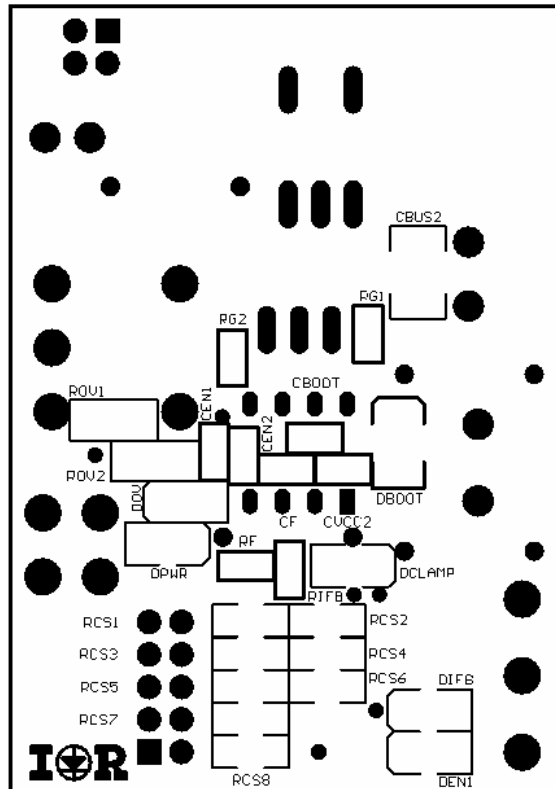 CBUS2
RG1
RG2
CBOOT
ROV1
CEN1
CEN2
ROV2
DOV
DBOOT
CF
CVCC2
RF
DPWR
DCLAMP
RIFB
RCS1
RCS2
RCS3
RCS4
RCS5
RCS6
DIFB
RCS7
IOR
RCS8
DEN1